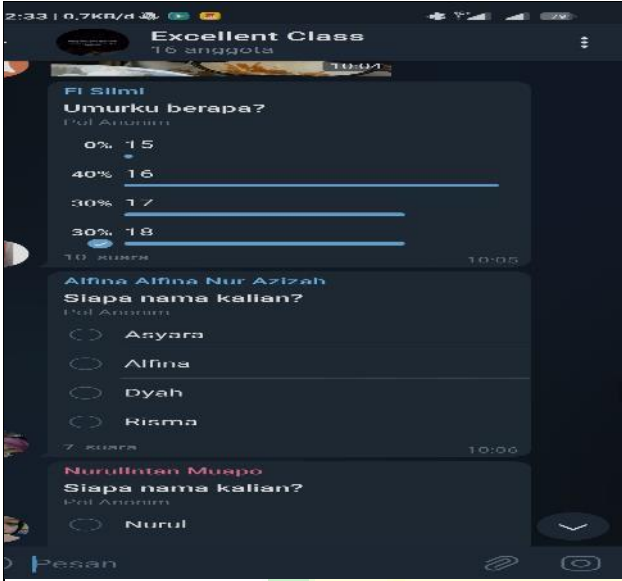 2:33 | 0,7KB/d
79
Excellent Class
16 anggota
10:04
Fi Silmi
Umurku berapa?
Pol Anonim
0% 15
40% 16
30% 17
30% 18
10 suara 10:05
Alfina Alfina Nur Azizah
Siapa nama kalian?
Pol Anonim
Asyara
Alfina
Dyah
Risma
7 suara 10:06
NurulIntan Muapo
Siapa nama kalian?
Pol Anonim
Nurul
Pesan